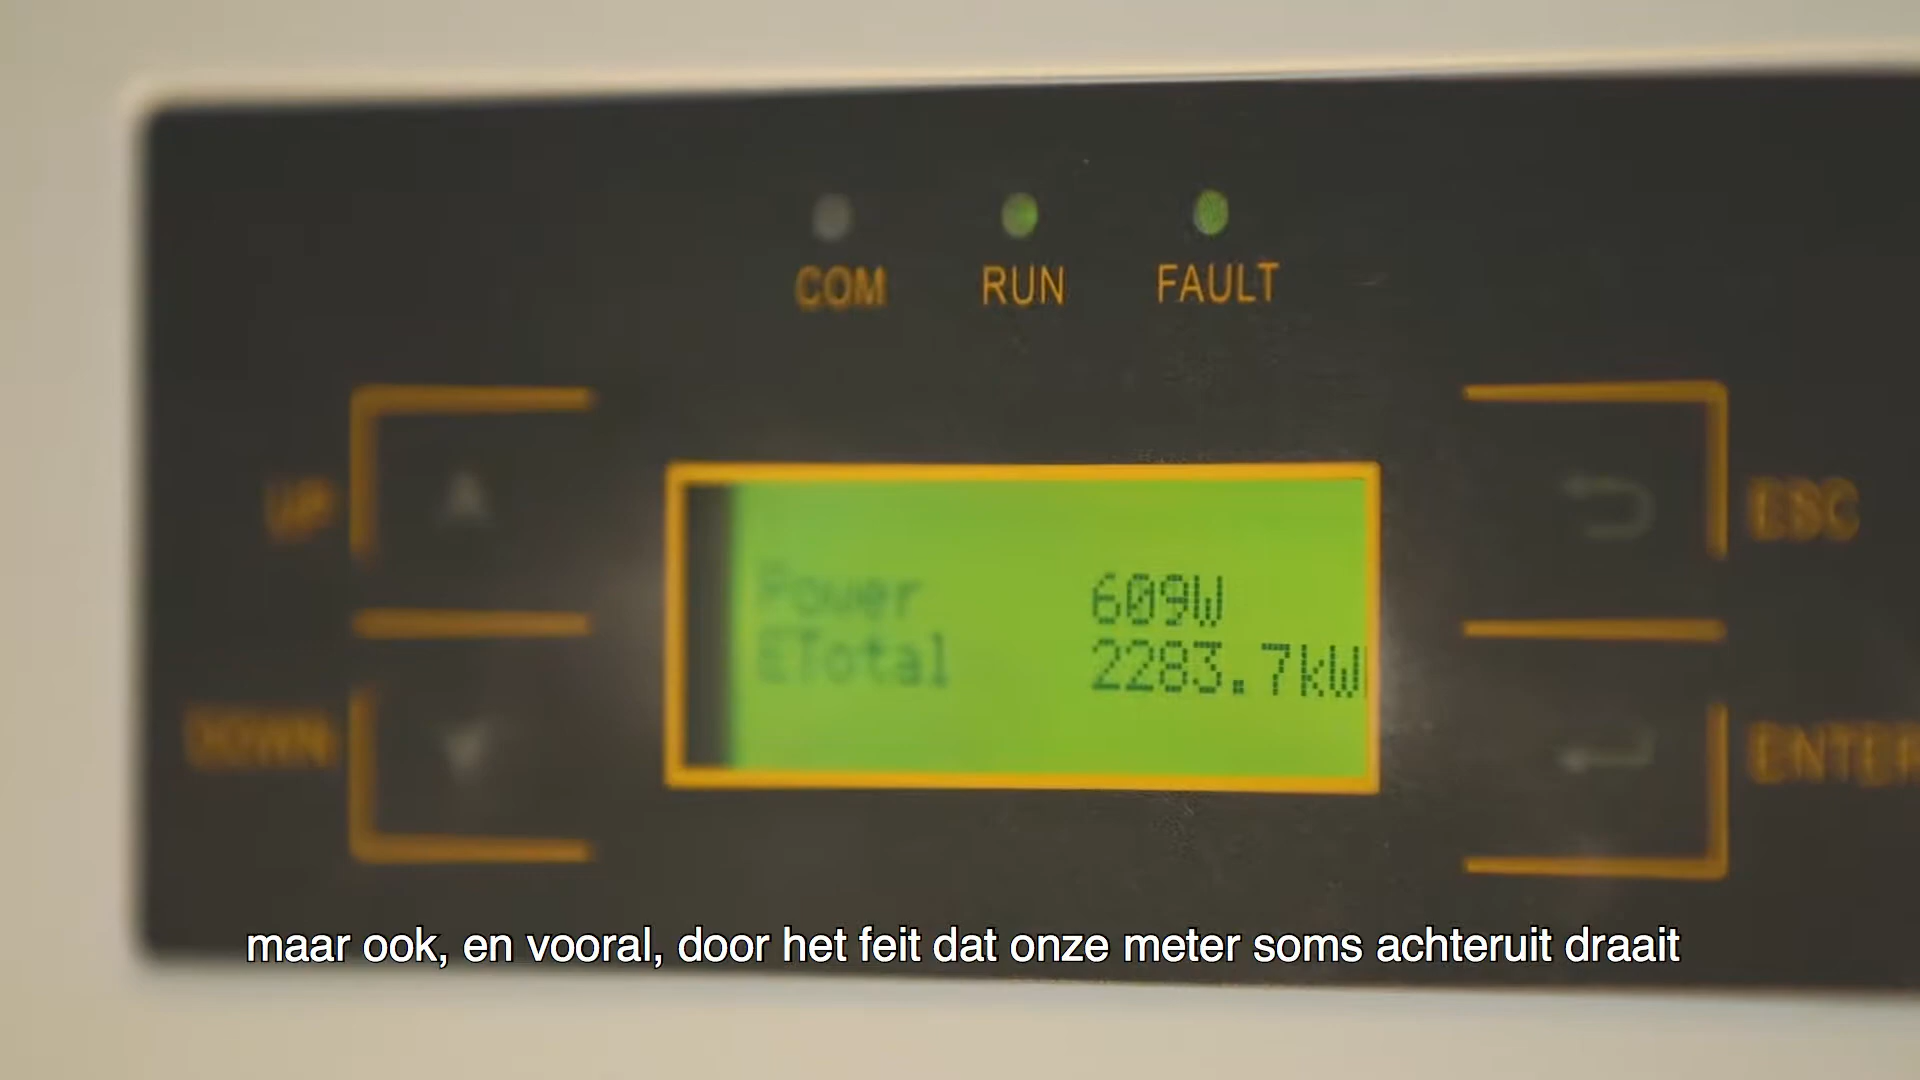 COM RUN FAULT
UP ESC
Power 609W
ETotal 2283.7kW
DOWN ENTER
maar ook, en vooral, door het feit dat onze meter soms achteruit draait